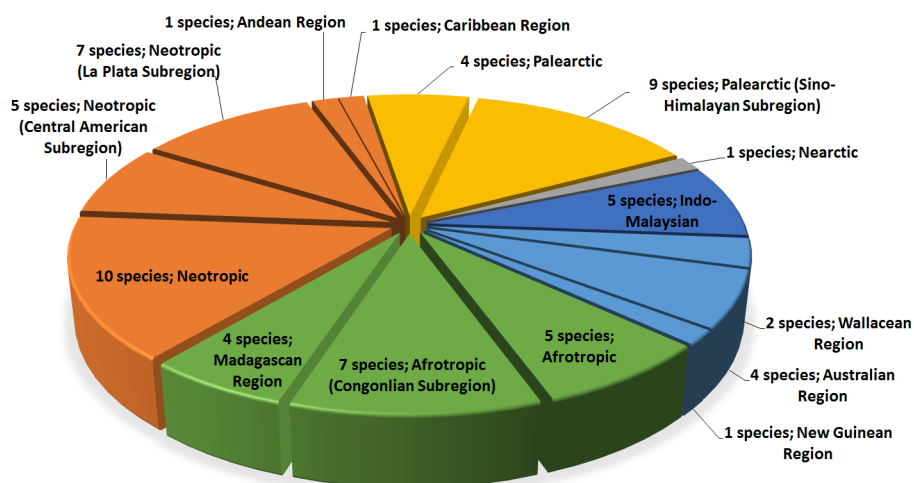 1 species; Andean Region
1 species; Caribbean Region
7 species; Neotropic
(La Plata Subregion)
4 species; Palearctic
5 species; Neotropic
(Central American
Subregion)
9 species; Palearctic (Sino-
Himalayan Subregion)
1 species; Nearctic
5 species; Indo-
Malaysian
10 species; Neotropic
2 species; Wallacean
Region
4 species;
Madagascan
Region
7 species; Afrotropic
(Congonlian Subregion)
5 species;
Afrotropic
4 species; Australian
Region
1 species; New Guinean
Region